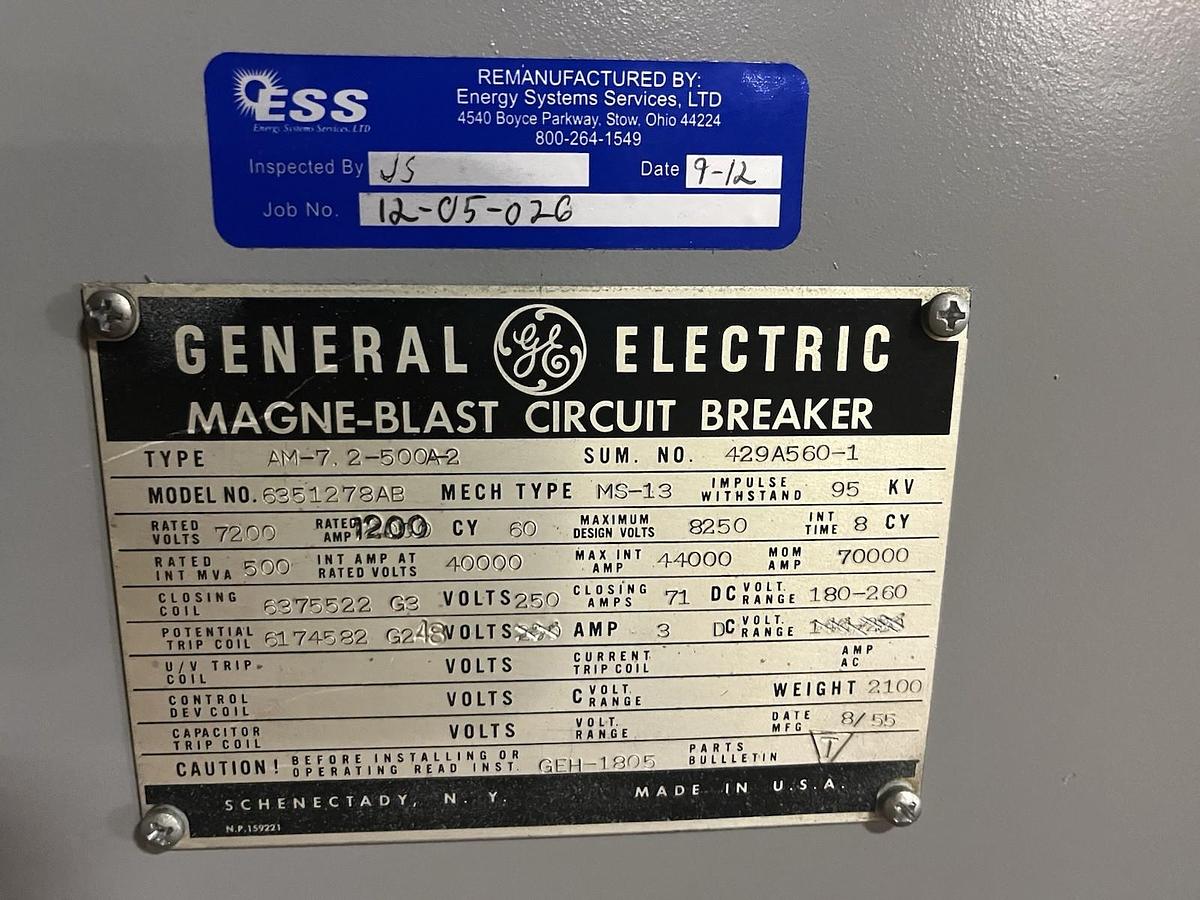 ESS
Energy Systems Services, LTD
REMANUFACTURED BY:
Energy Systems Services, LTD
4540 Boyce Parkway, Stow, Ohio 44224
800-264-1549
Inspected By JS Date 9-12
Job No. 12-05-026
GENERAL GE ELECTRIC
MAGNE-BLAST CIRCUIT BREAKER
TYPE AM-7.2-500A-2 SUM. NO. 429A560-1
MODEL NO. 6351278AB MECH TYPE MS-13 IMPULSE WITHSTAND 95 KV
RATED VOLTS 7200 RATED AMP 1200 CY 60 MAXIMUM DESIGN VOLTS 8250 INT TIME 8 CY
RATED INT MVA 500 INT AMP AT RATED VOLTS 40000 MAX INT AMP 44000 MOM AMP 70000
CLOSING COIL 6375522 G3 VOLTS 250 CLOSING AMPS 71 DC VOLT. RANGE 180-260
POTENTIAL TRIP COIL 6174582 G2 48 VOLTS AMP 3 DC VOLT. RANGE
U/V TRIP COIL VOLTS CURRENT TRIP COIL AMP AC
CONTROL DEV COIL VOLTS C VOLT. RANGE WEIGHT 2100
CAPACITOR TRIP COIL VOLTS VOLT. RANGE DATE MFG 8/55
CAUTION! BEFORE INSTALLING OR OPERATING READ INST. GEH-1805 PARTS BULLLETIN T
SCHENECTADY, N. Y. MADE IN U.S.A.
N.P.159221